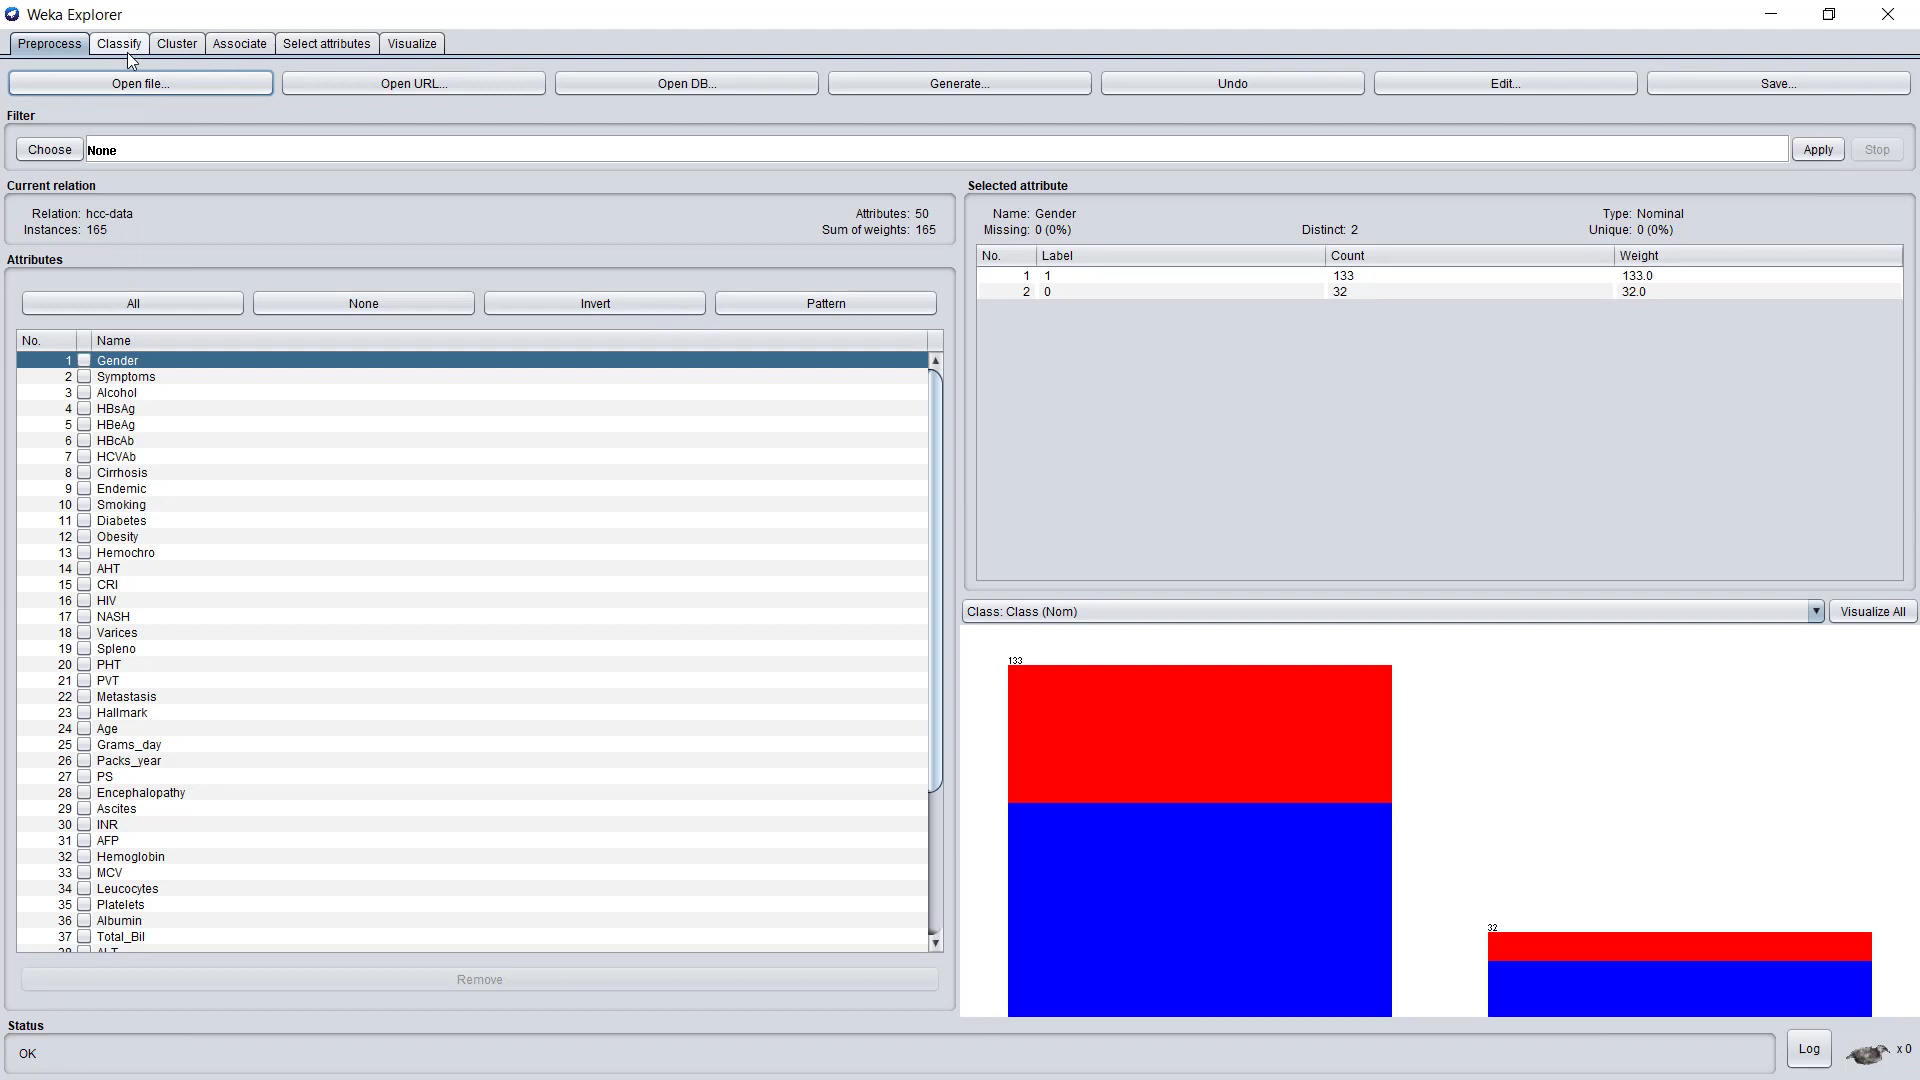 Weka Explorer
Preprocess Classify Cluster Associate Select attributes Visualize
Open file... Open URL... Open DB... Generate... Undo Edit... Save...
Filter
Choose None Apply Stop
Current relation
Relation: hcc-data Attributes: 50
Instances: 165 Sum of weights: 165
Attributes
All None Invert Pattern
No. Name
1 Gender
2 Symptoms
3 Alcohol
4 HBsAg
5 HBeAg
6 HBcAb
7 HCVAb
8 Cirrhosis
9 Endemic
10 Smoking
11 Diabetes
12 Obesity
13 Hemochro
14 AHT
15 CRI
16 HIV
17 NASH
18 Varices
19 Spleno
20 PHT
21 PVT
22 Metastasis
23 Hallmark
24 Age
25 Grams_day
26 Packs_year
27 PS
28 Encephalopathy
29 Ascites
30 INR
31 AFP
32 Hemoglobin
33 MCV
34 Leucocytes
35 Platelets
36 Albumin
37 Total_Bil
38 ALT
Remove
Selected attribute
Name: Gender Type: Nominal
Missing: 0 (0%) Distinct: 2 Unique: 0 (0%)
No. Label Count Weight
1 1 133 133.0
2 0 32 32.0
Class: Class (Nom) Visualize All
133
32
Status
OK Log x 0